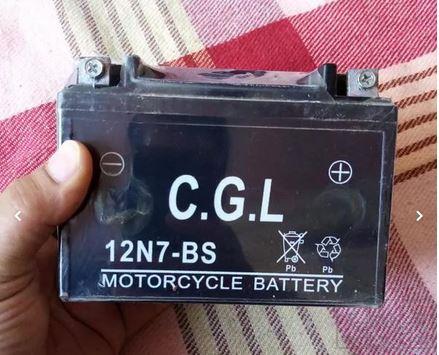 C.G.L
12N7-BS
Pb
Pb
MOTORCYCLE BATTERY